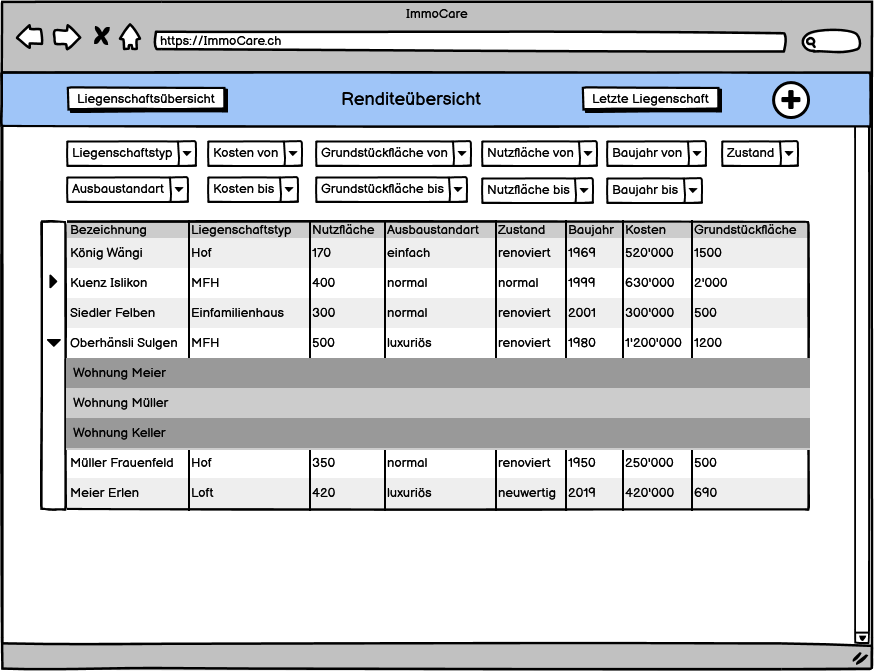 ImmoCare
https://ImmoCare.ch
Liegenschaftsübersicht Renditeübersicht Letzte Liegenschaft
Liegenschaftstyp Kosten von Grundstückfläche von Nutzfläche von Baujahr von Zustand
Ausbaustandart Kosten bis Grundstückfläche bis Nutzfläche bis Baujahr bis
Bezeichnung Liegenschaftstyp Nutzfläche Ausbaustandart Zustand Baujahr Kosten Grundstückfläche
König Wängi Hof 170 einfach renoviert 1969 520'000 1500
Kuenz Islikon MFH 400 normal normal 1999 630'000 2'000
Siedler Felben Einfamilienhaus 300 normal renoviert 2001 300'000 500
Oberhänsli Sulgen MFH 500 luxuriös renoviert 1980 1'200'000 1200
Wohnung Meier
Wohnung Müller
Wohnung Keller
Müller Frauenfeld Hof 350 normal renoviert 1950 250'000 500
Meier Erlen Loft 420 luxuriös neuwertig 2019 420'000 690